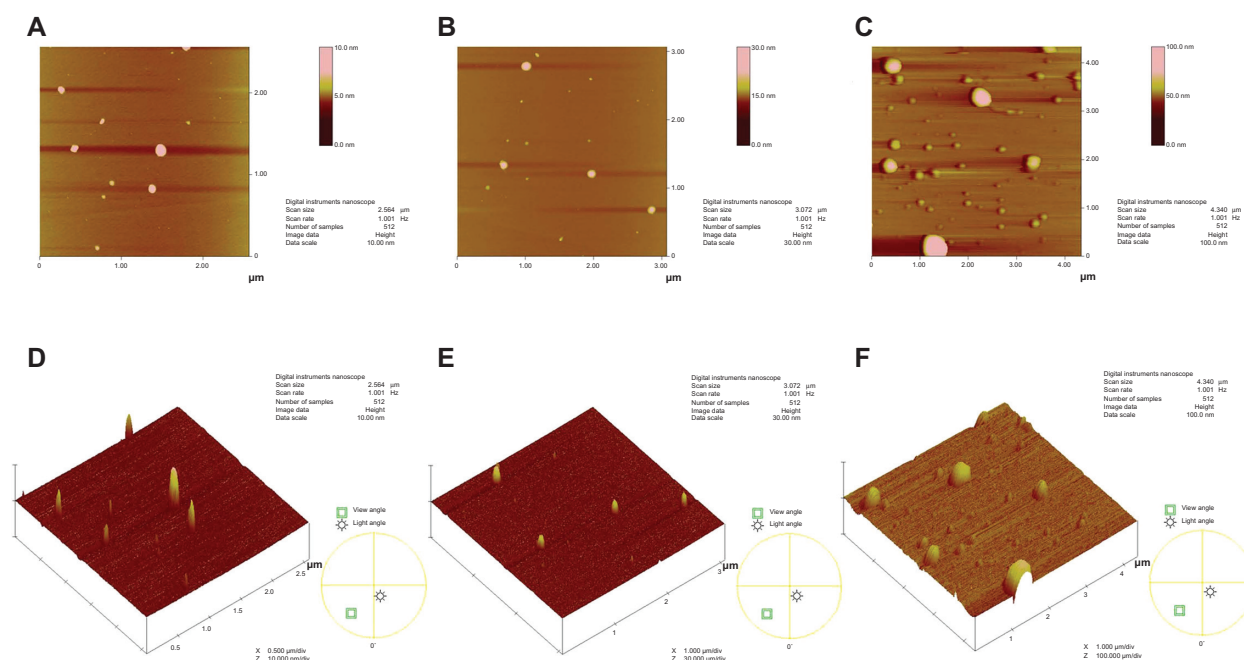 A
10.0 nm
5.0 nm
0.0 nm
2.00
1.00
0
0
1.00
2.00
µm
Digital instruments nanoscope
Scan size 2.564 µm
Scan rate 1.001 Hz
Number of samples 512
Image data Height
Data scale 10.00 nm
B
30.0 nm
15.0 nm
0.0 nm
3.00
2.00
1.00
0
0
1.00
2.00
3.00
µm
Digital instruments nanoscope
Scan size 3.072 µm
Scan rate 1.001 Hz
Number of samples 512
Image data Height
Data scale 30.00 nm
C
100.0 nm
50.0 nm
0.0 nm
4.00
3.00
2.00
1.00
0
0
1.00
2.00
3.00
4.00
µm
Digital instruments nanoscope
Scan size 4.340 µm
Scan rate 1.001 Hz
Number of samples 512
Image data Height
Data scale 100.0 nm
D
Digital instruments nanoscope
Scan size 2.564 µm
Scan rate 1.001 Hz
Number of samples 512
Image data Height
Data scale 10.00 nm
View angle
Light angle
µm
2.5
2.0
1.5
1.0
0.5
0°
X 0.500 µm/div
Z 10.000 nm/div
E
Digital instruments nanoscope
Scan size 3.072 µm
Scan rate 1.001 Hz
Number of samples 512
Image data Height
Data scale 30.00 nm
View angle
Light angle
µm
3
2
1
0°
X 1.000 µm/div
Z 30.000 µm/div
F
Digital instruments nanoscope
Scan size 4.340 µm
Scan rate 1.001 Hz
Number of samples 512
Image data Height
Data scale 100.0 nm
View angle
Light angle
µm
4
3
2
1
0°
X 1.000 µm/div
Z 100.000 µm/div